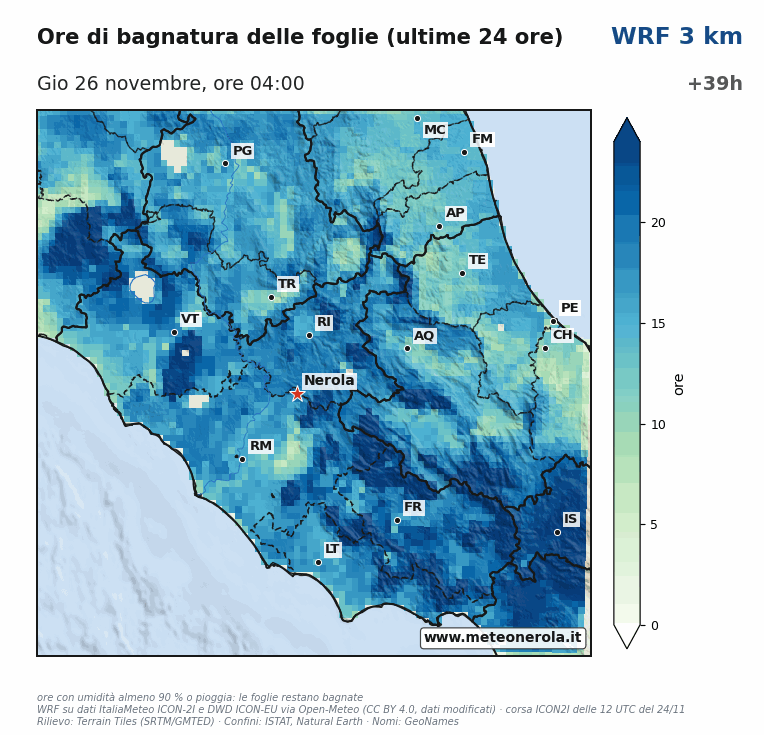 Ore di bagnatura delle foglie (ultime 24 ore)
WRF 3 km
Gio 26 novembre, ore 04:00
+39h
MC
FM
PG
AP
TE
TR
PE
VT
RI
CH
AQ
Nerola
RM
FR
IS
LT
www.meteonerola.it
20
15
10
5
0
ore
ore con umidità almeno 90 % o pioggia: le foglie restano bagnate
WRF su dati ItaliaMeteo ICON-2I e DWD ICON-EU via Open-Meteo (CC BY 4.0, dati modificati) · corsa ICON2I delle 12 UTC del 24/11
Rilievo: Terrain Tiles (SRTM/GMTED) · Confini: ISTAT, Natural Earth · Nomi: GeoNames